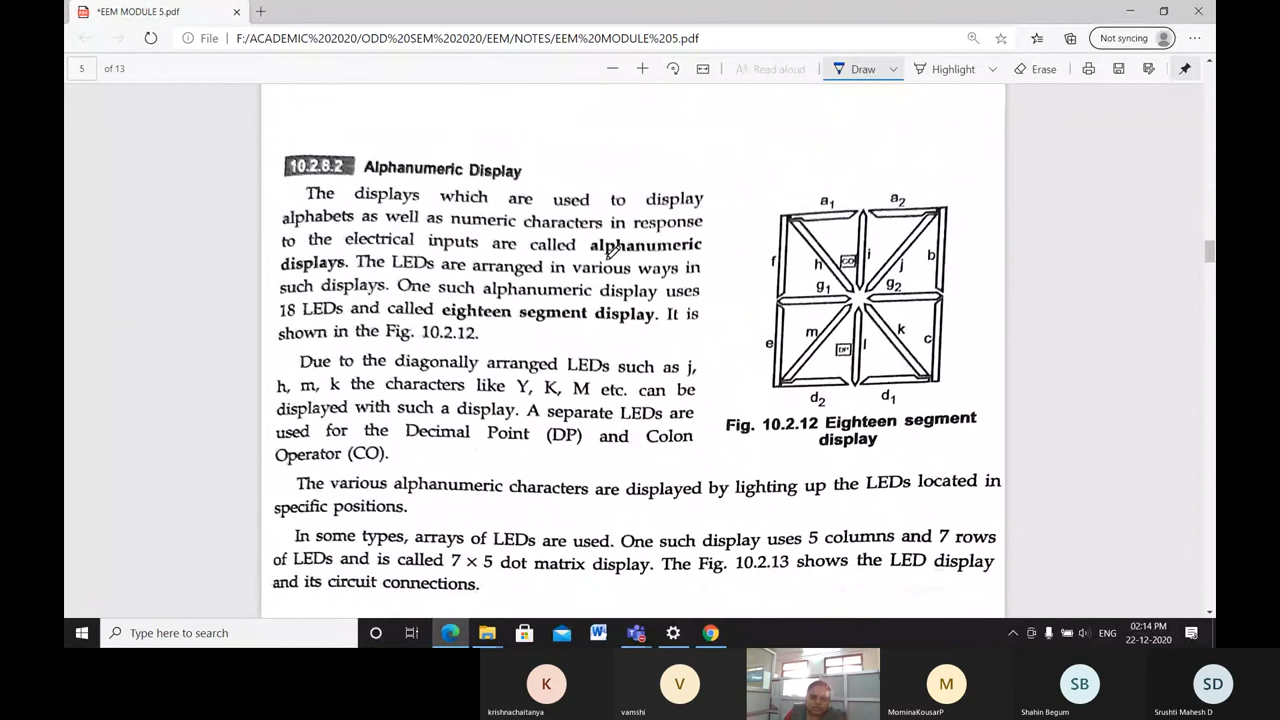 *EEM MODULE 5.pdf
File
F:/ACADEMIC%202020/ODD%20SEM%202020/EEM/NOTES/EEM%20MODULE%205.pdf
Not syncing
5 of 13
Read aloud
Draw
Highlight
Erase
10.2.8.2 Alphanumeric Display
The displays which are used to display
alphabets as well as numeric characters in response
to the electrical inputs are called alphanumeric
displays. The LEDs are arranged in various ways in
such displays. One such alphanumeric display uses
18 LEDs and called eighteen segment display. It is
shown in the Fig. 10.2.12.
Due to the diagonally arranged LEDs such as j,
h, m, k the characters like Y, K, M etc. can be
displayed with such a display. A separate LEDs are
used for the Decimal Point (DP) and Colon
Operator (CO).
a1 a2
f h CO i j b
g1 g2
e m DP l k c
d2 d1
Fig. 10.2.12 Eighteen segment
display
The various alphanumeric characters are displayed by lighting up the LEDs located in
specific positions.
In some types, arrays of LEDs are used. One such display uses 5 columns and 7 rows
of LEDs and is called 7 × 5 dot matrix display. The Fig. 10.2.13 shows the LED display
and its circuit connections.
Type here to search
ENG
02:14 PM
22-12-2020
K
V
M
SB
SD
krishnachaitanya
vamshi
MominaKousarP
Shahin Begum
Srushti Mahesh D